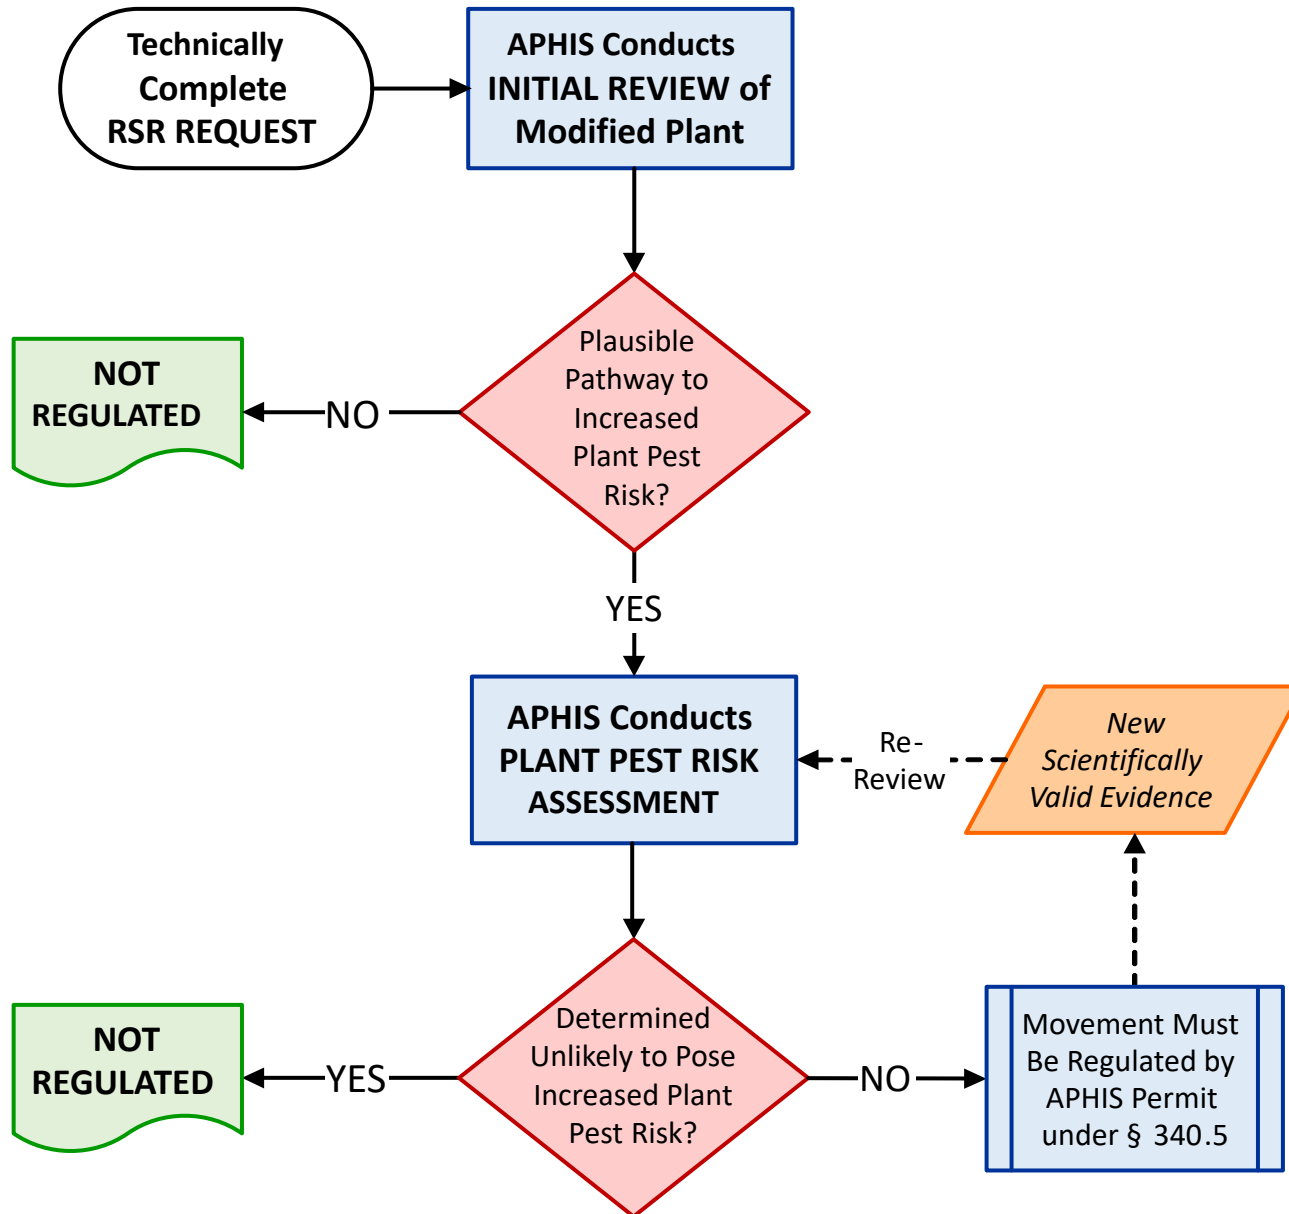 Technically
Complete
RSR REQUEST
APHIS Conducts
INITIAL REVIEW of
Modified Plant
Plausible
Pathway to
Increased
Plant Pest
Risk?
NO
NOT
REGULATED
YES
APHIS Conducts
PLANT PEST RISK
ASSESSMENT
Re-
Review
New
Scientifically
Valid Evidence
Determined
Unlikely to Pose
Increased Plant
Pest Risk?
YES
NOT
REGULATED
NO
Movement Must
Be Regulated by
APHIS Permit
under § 340.5